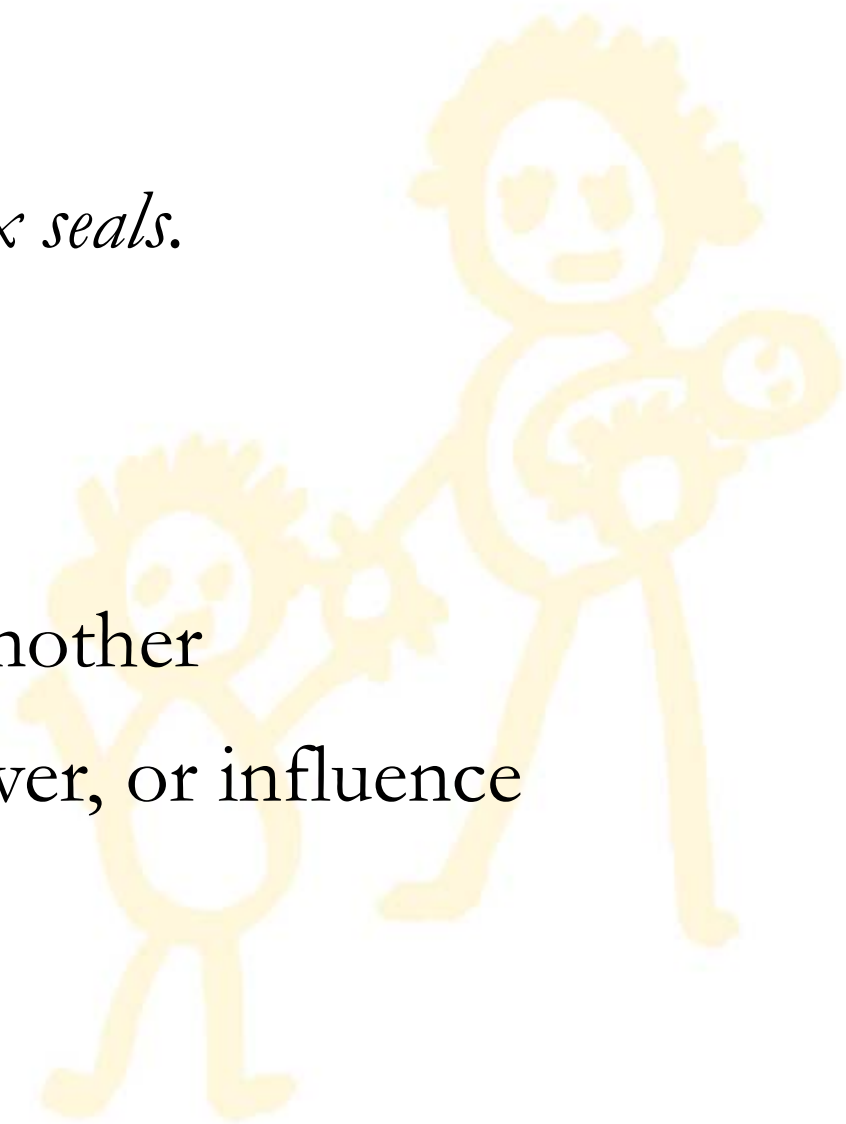 x seals.
nother
ver, or influence